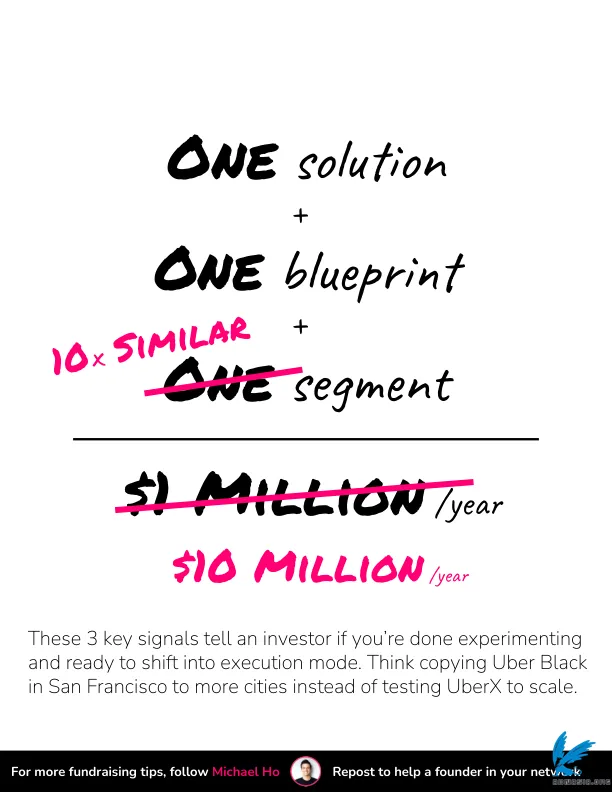 ONE solution
+
ONE blueprint
+
10x SIMILAR
ONE segment
$1 MILLION /year
$10 MILLION /year
These 3 key signals tell an investor if you're done experimenting
and ready to shift into execution mode. Think copying Uber Black
in San Francisco to more cities instead of testing UberX to scale.
For more fundraising tips, follow Michael Ho
Repost to help a founder in your network